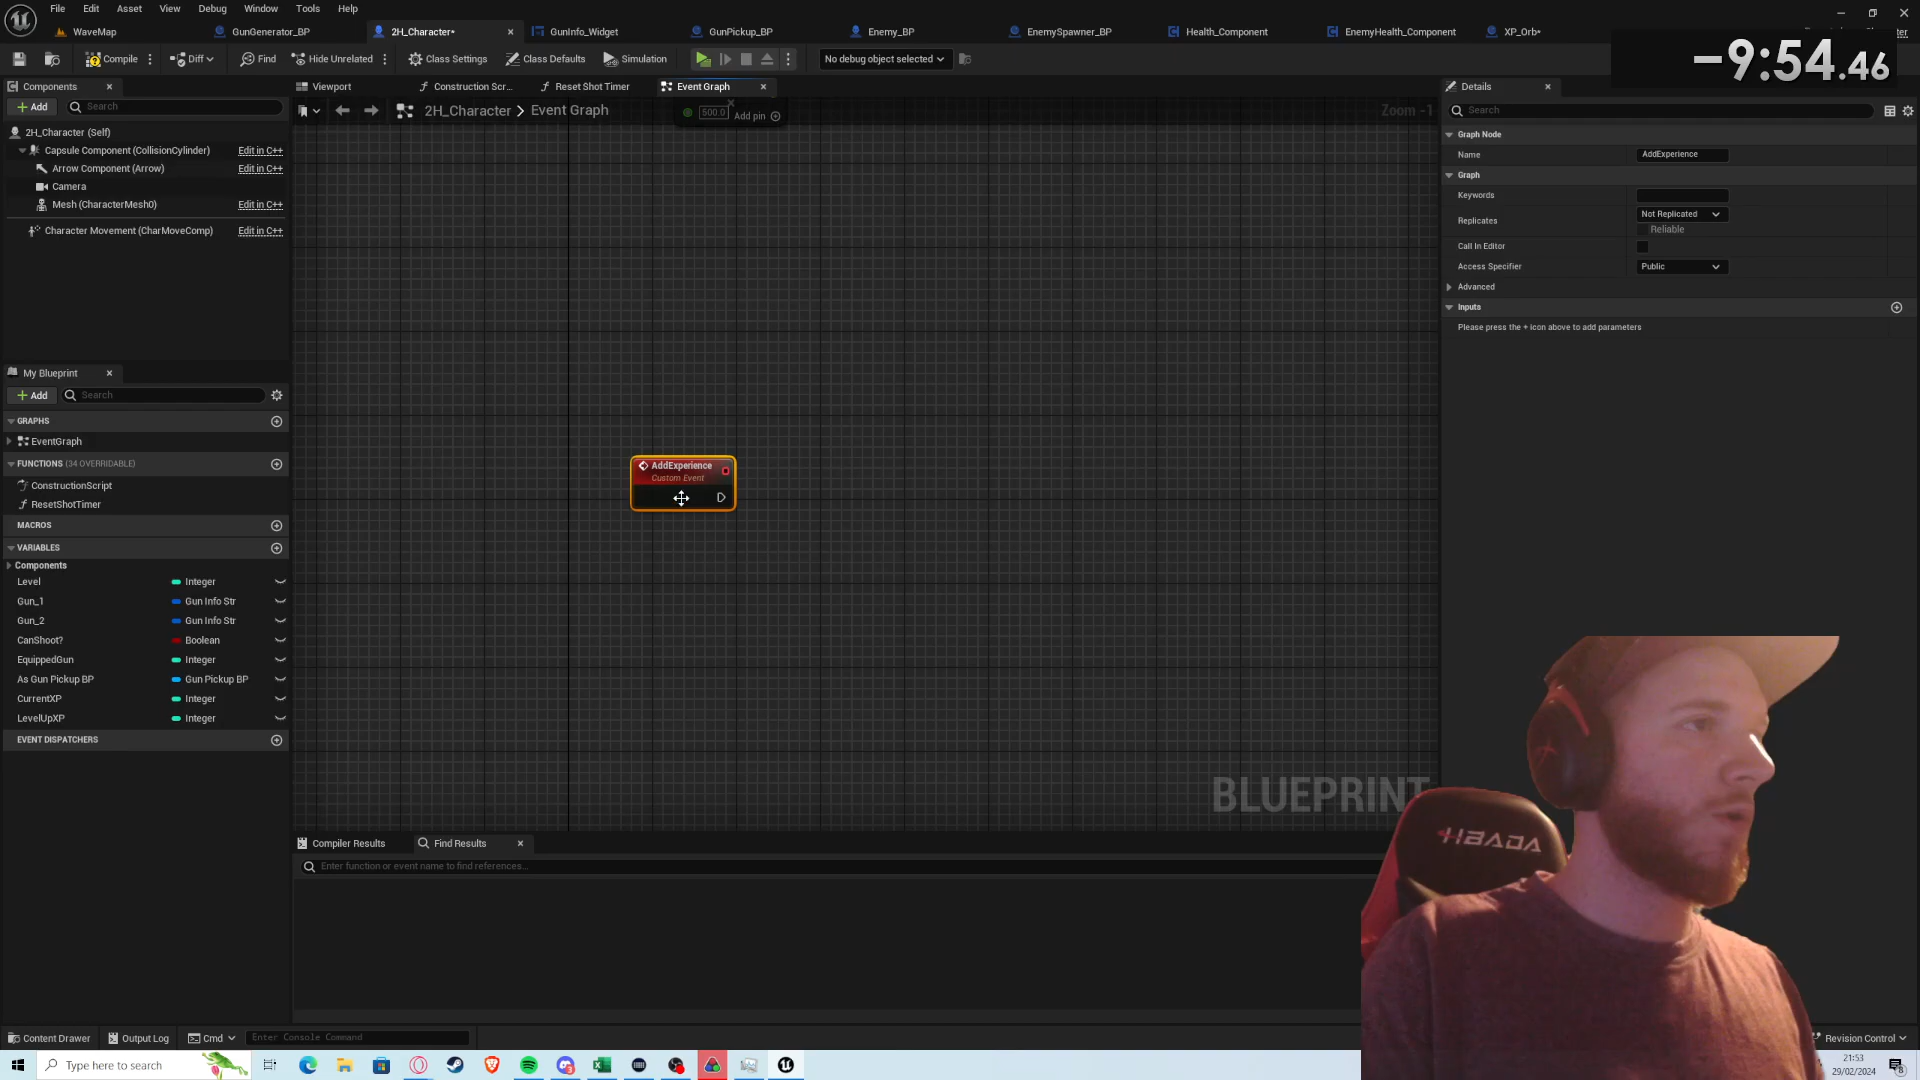 File Edit Asset View Debug Window Tools Help
WaveMap GunGenerator_BP 2H_Character* GunInfo_Widget GunPickup_BP Enemy_BP EnemySpawner_BP Health_Component EnemyHealth_Component XP_Orb*
Compile Diff Find Hide Unrelated Class Settings Class Defaults Simulation No debug object selected
−9:54.46
Components
Add Search
2H_Character (Self)
Capsule Component (CollisionCylinder) Edit in C++
Arrow Component (Arrow) Edit in C++
Camera
Mesh (CharacterMesh0) Edit in C++
Character Movement (CharMoveComp) Edit in C++
My Blueprint
Add Search
GRAPHS
EventGraph
FUNCTIONS (34 OVERRIDABLE)
ConstructionScript
ResetShotTimer
MACROS
VARIABLES
Components
Level Integer
Gun_1 Gun Info Str
Gun_2 Gun Info Str
CanShoot? Boolean
EquippedGun Integer
As Gun Pickup BP Gun Pickup BP
CurrentXP Integer
LevelUpXP Integer
EVENT DISPATCHERS
Viewport Construction Scr... Reset Shot Timer Event Graph
2H_Character > Event Graph
500.0 Add pin
Zoom -1
AddExperience
Custom Event
BLUEPRINT
Compiler Results Find Results
Enter function or event name to find references...
Details
Search
Graph Node
Name AddExperience
Graph
Keywords
Replicates Not Replicated
Reliable
Call In Editor
Access Specifier Public
Advanced
Inputs
Please press the + icon above to add parameters
HBADA
Content Drawer Output Log Cmd Enter Console Command
Revision Control
Type here to search
21:53
29/02/2024